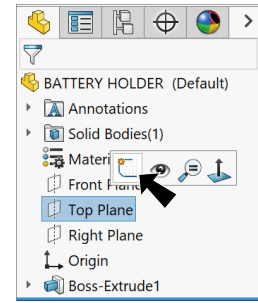 BATTERY HOLDER (Default)
Annotations
Solid Bodies(1)
Materi
Front Plane
Top Plane
Right Plane
Origin
Boss-Extrude1